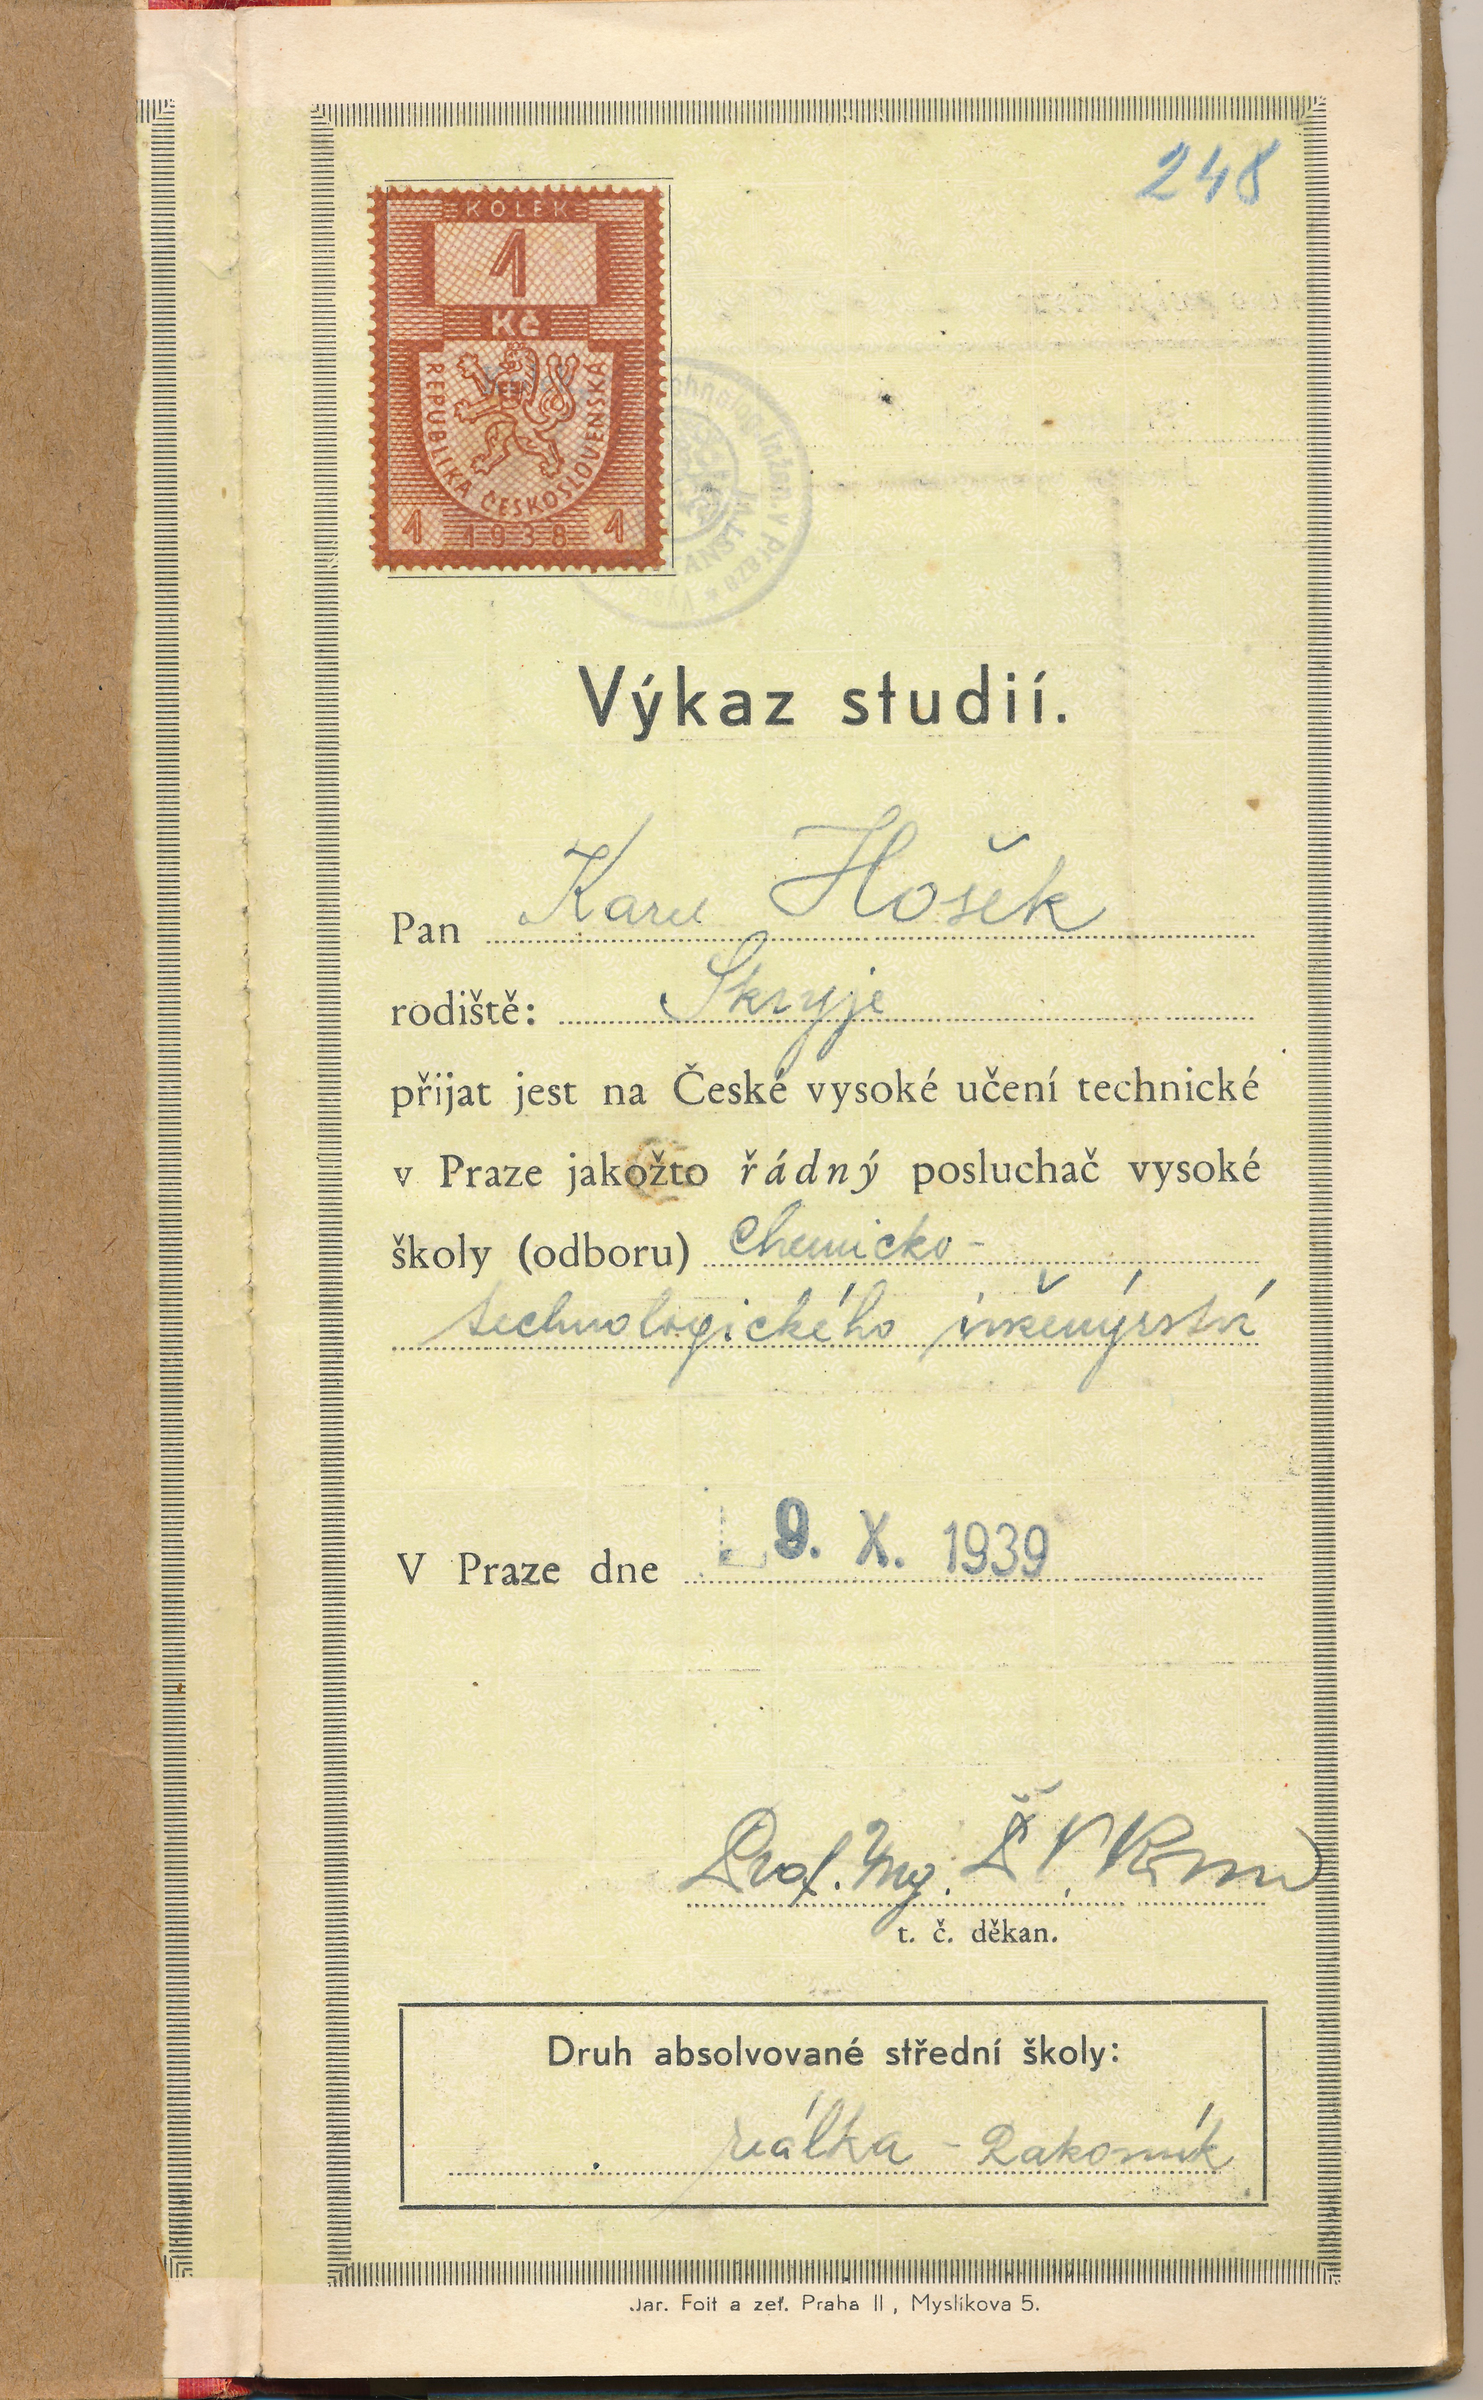 248
KOLEK
1
Kč
REPUBLIKA ČESKOSLOVENSKÁ
1 1938 1
Výkaz studií.
Pan Karel Hošek
rodiště: Skryje
přijat jest na České vysoké učení technické
v Praze jakožto řádný posluchač vysoké
školy (odboru) chemicko-
technologického inženýrství
V Praze dne 9. X. 1939
Prof. Ing.
t. č. děkan.
Druh absolvované střední školy:
reálka - Rakovník
Jar. Foit a zeť. Praha II, Myslíkova 5.